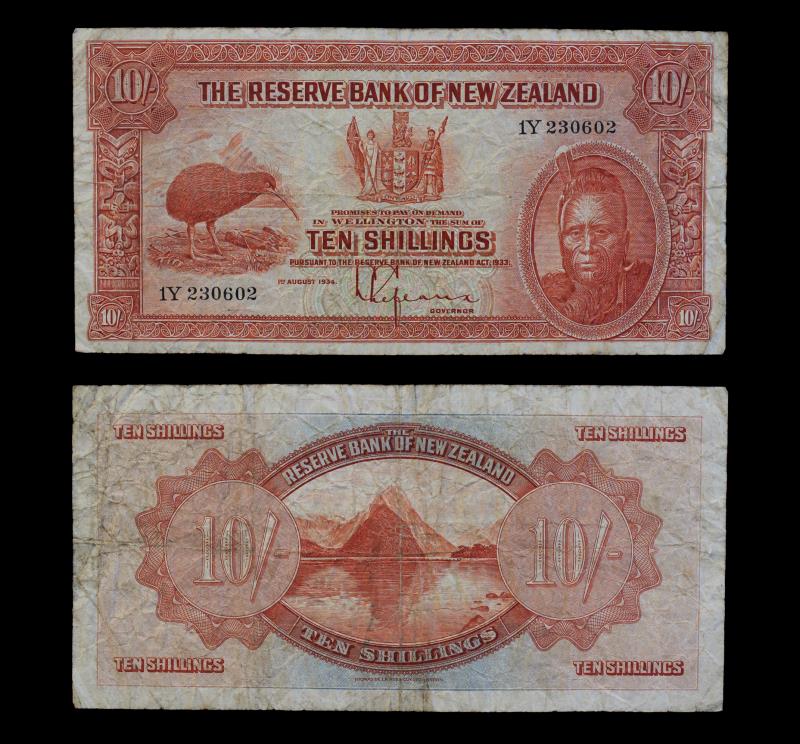 10/-
10/-
THE RESERVE BANK OF NEW ZEALAND
1Y 230602
PROMISES TO PAY ON DEMAND
IN WELLINGTON THE SUM OF
TEN SHILLINGS
PURSUANT TO THE RESERVE BANK OF NEW ZEALAND ACT, 1933.
1ST AUGUST 1934.
1Y 230602
GOVERNOR
10/-
10/-
TEN SHILLINGS
TEN SHILLINGS
THE
RESERVE BANK OF NEW ZEALAND
10/-
10/-
TEN SHILLINGS
TEN SHILLINGS
TEN SHILLINGS